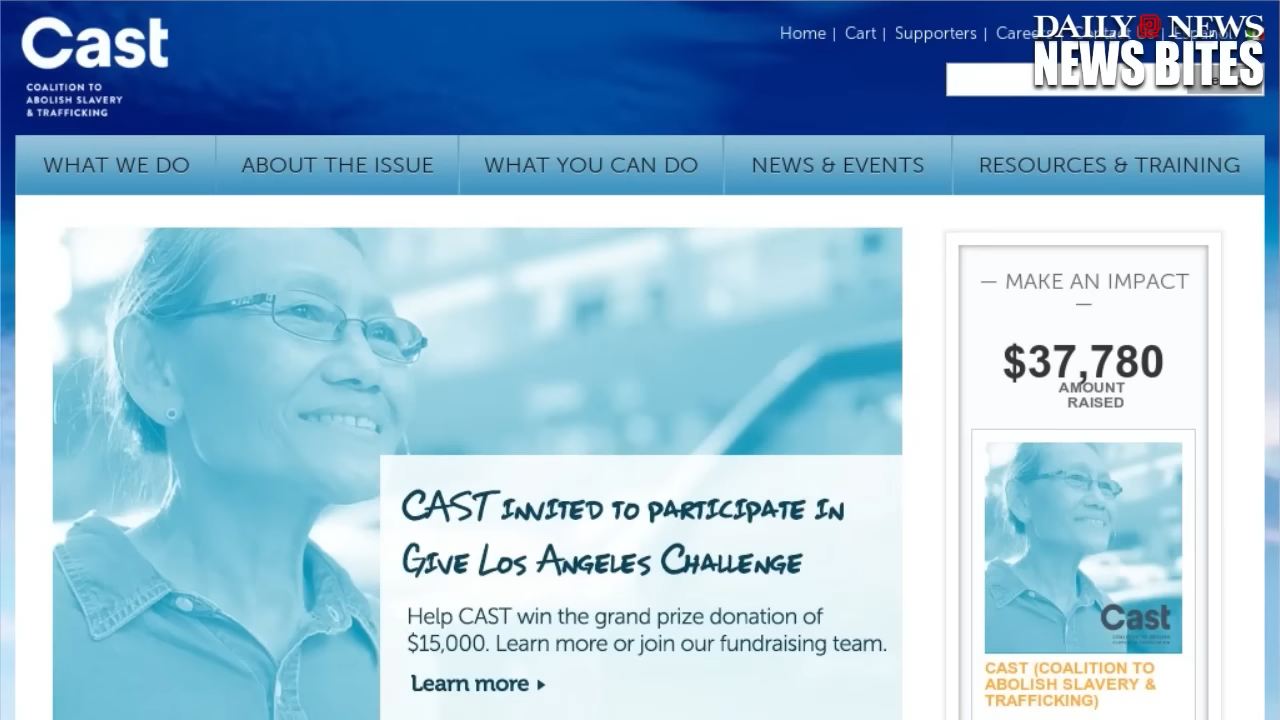 Cast
COALITION TO
ABOLISH SLAVERY
& TRAFFICKING
Home | Cart | Supporters |
DAILY NEWS
NEWS BITES
WHAT WE DO
ABOUT THE ISSUE
WHAT YOU CAN DO
NEWS & EVENTS
RESOURCES & TRAINING
CAST INVITED TO PARTICIPATE IN
GIVE LOS ANGELES CHALLENGE
Help CAST win the grand prize donation of
$15,000. Learn more or join our fundraising team.
Learn more
— MAKE AN IMPACT
—
$37,780
AMOUNT
RAISED
Cast
CAST (COALITION TO
ABOLISH SLAVERY &
TRAFFICKING)